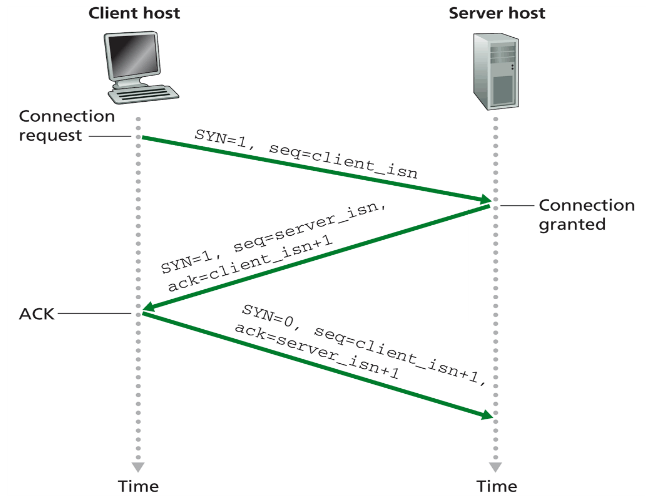 Client host
Server host
Connection
request
SYN=1, seq=client_isn
Connection
granted
SYN=1, seq=server_isn,
ack=client_isn+1
ACK
SYN=0, seq=client_isn+1,
ack=server_isn+1
Time
Time